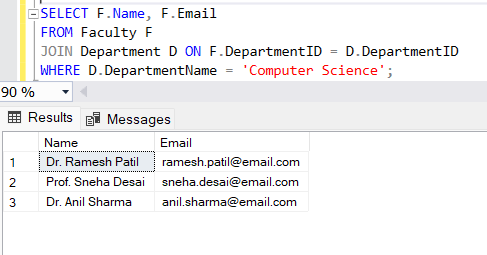 SELECT F.Name, F.Email
FROM Faculty F
JOIN Department D ON F.DepartmentID = D.DepartmentID
WHERE D.DepartmentName = 'Computer Science';
90 %
Results Messages
Name Email
1 Dr. Ramesh Patil ramesh.patil@email.com
2 Prof. Sneha Desai sneha.desai@email.com
3 Dr. Anil Sharma anil.sharma@email.com